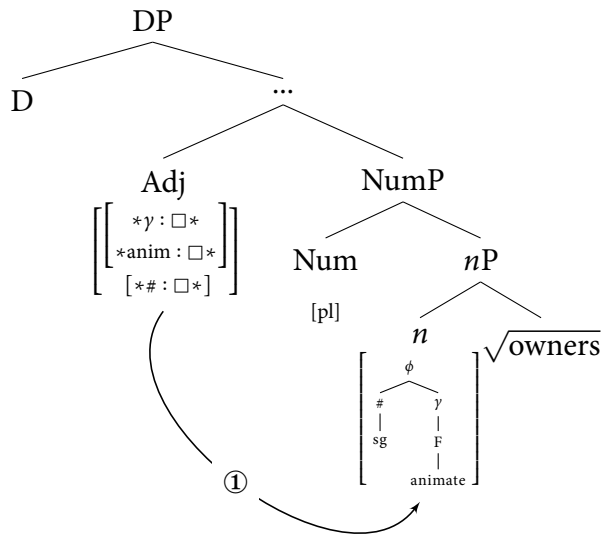 DP
D ...
Adj NumP
[∗γ : □∗
∗anim : □∗]
[∗# : □∗]
Num nP
[pl]
n √owners
ϕ
# γ
sg F
animate
①